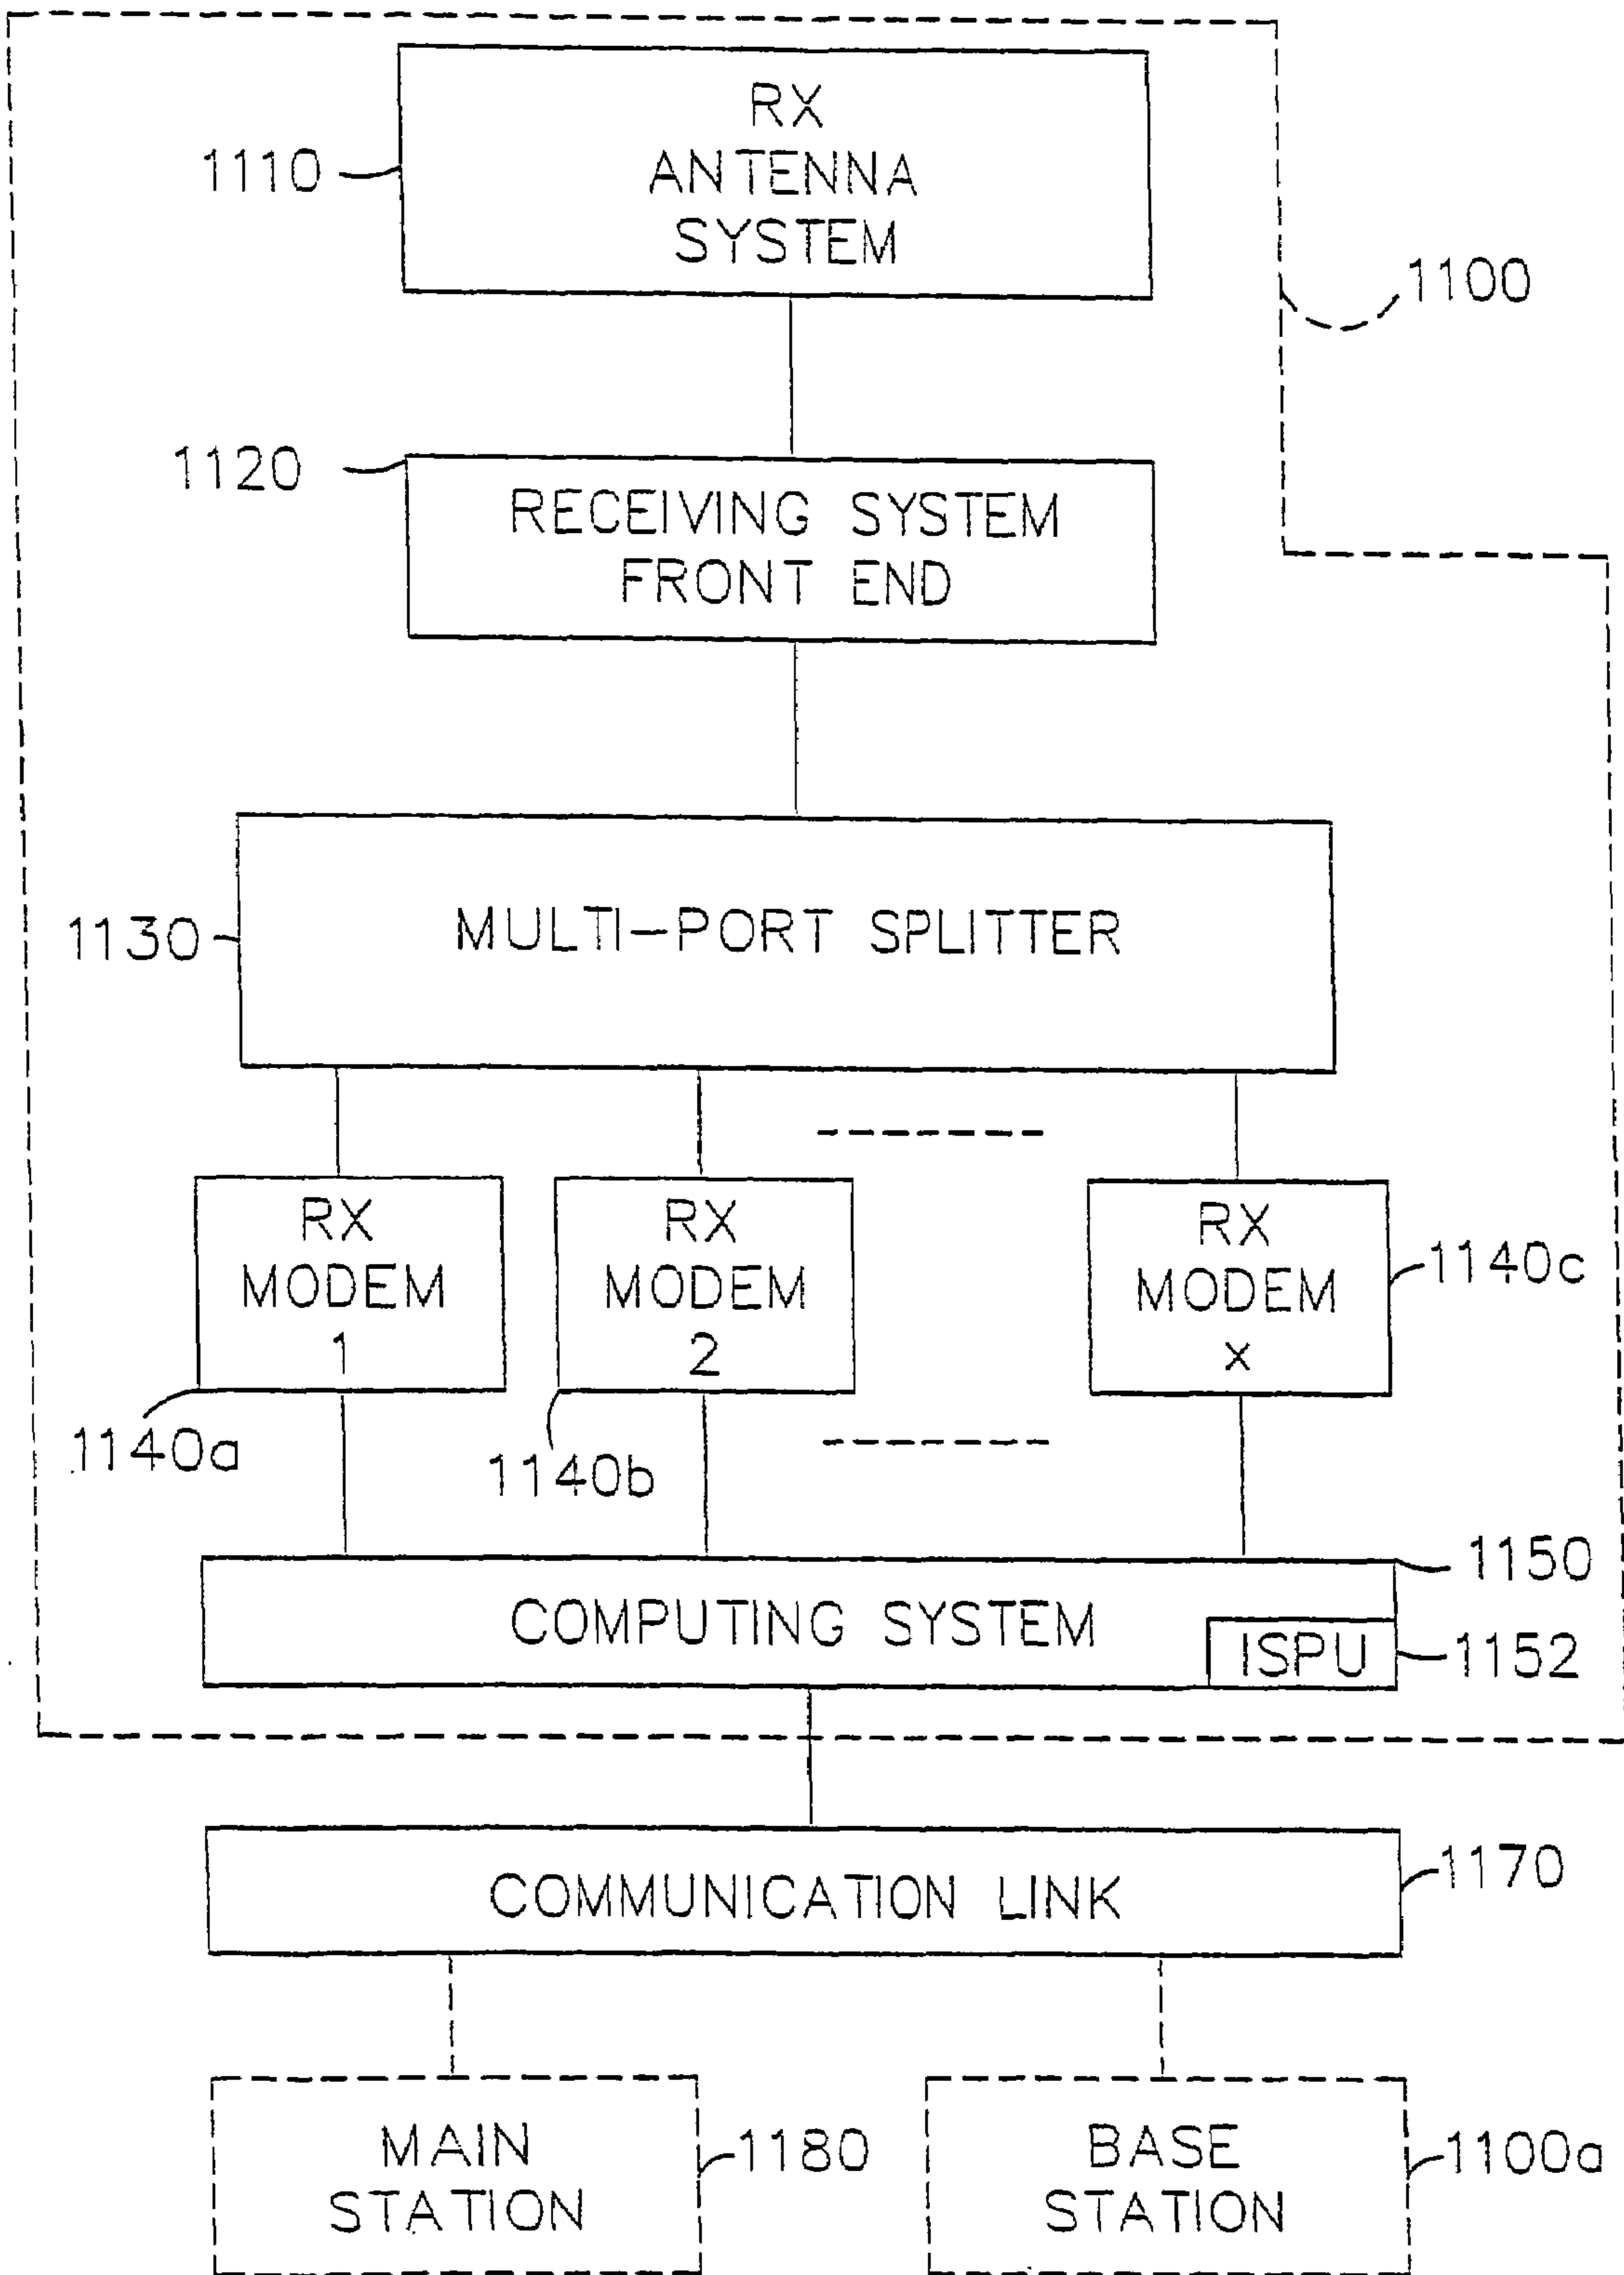 RX
ANTENNA
SYSTEM
1110
1100
1120
RECEIVING SYSTEM
FRONT END
1130
MULTI-PORT SPLITTER
RX
MODEM
1
RX
MODEM
2
RX
MODEM
x
1140c
1140a
1140b
1150
COMPUTING SYSTEM
ISPU
1152
COMMUNICATION LINK
1170
MAIN
STATION
1180
BASE
STATION
1100a